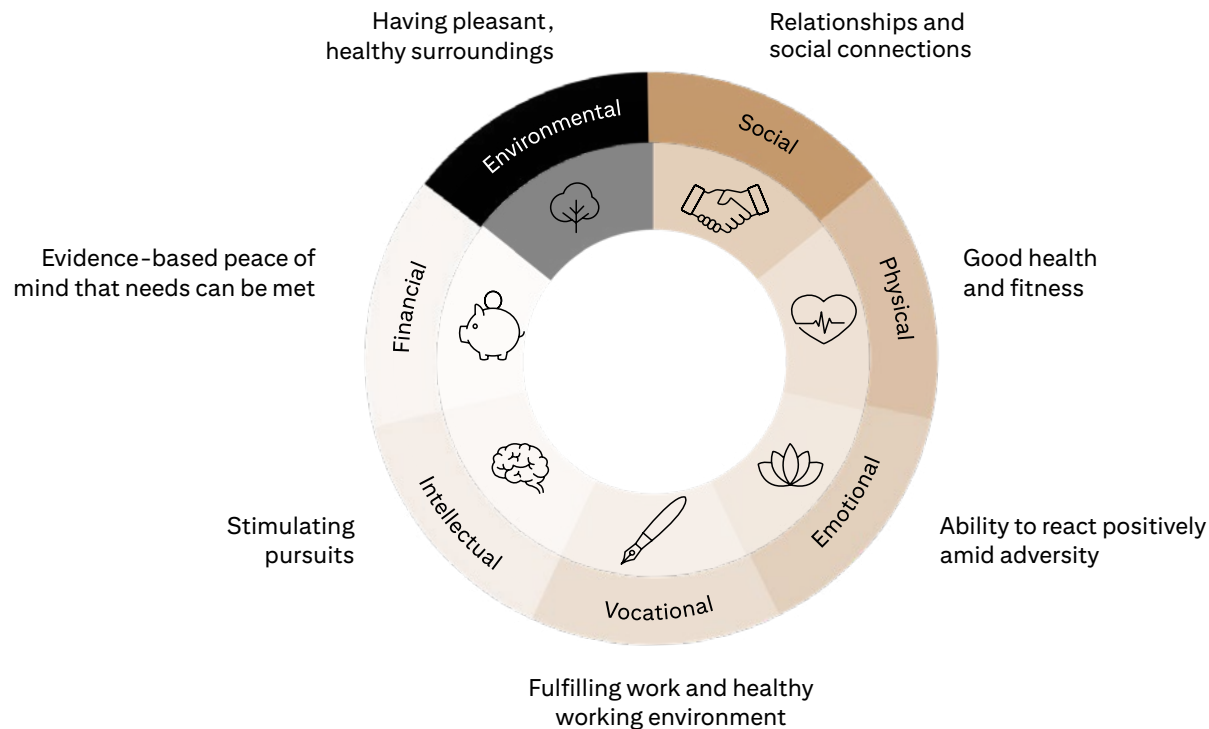 Having pleasant,
healthy surroundings
Relationships and
social connections
Environmental
Social
Evidence-based peace of
mind that needs can be met
Financial
Physical
Good health
and fitness
Stimulating
pursuits
Intellectual
Emotional
Ability to react positively
amid adversity
Vocational
Fulfilling work and healthy
working environment